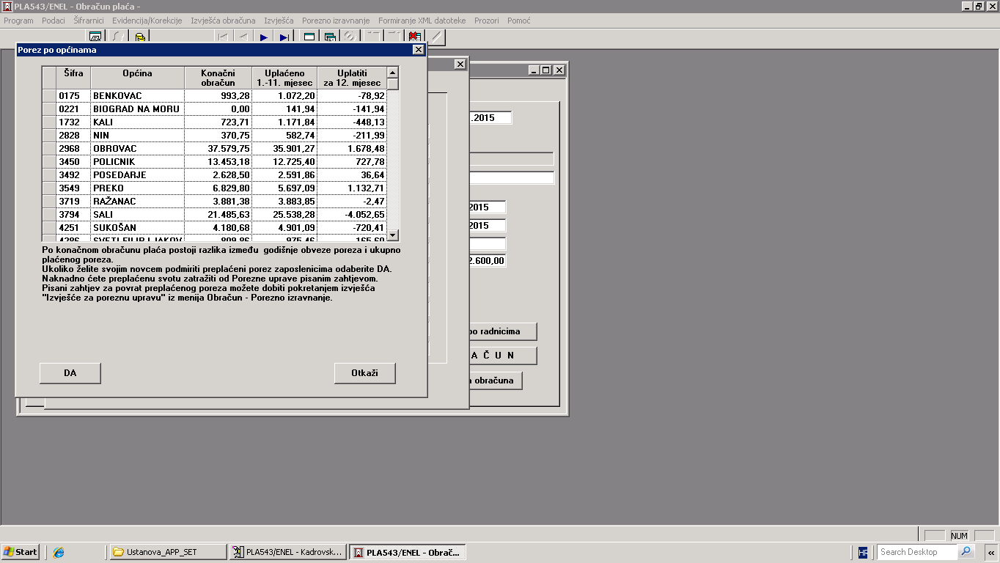 PLA543/ENEL - Obračun plaća -
Program Podaci Šifrarnici Evidencija/Korekcije Izvješća obračuna Izvješća Porezno izravnanje Formiranje XML datoteke Prozori Pomoć
Porez po općinama
Šifra Općina Konačni obračun Uplaćeno 1.-11. mjesec Uplatiti za 12. mjesec
0175 BENKOVAC 993,28 1.072,20 -78,92
0221 BIOGRAD NA MORU 0,00 141,94 -141,94
1732 KALI 723,71 1.171,84 -448,13
2828 NIN 370,75 582,74 -211,99
2968 OBROVAC 37.579,75 35.901,27 1.678,48
3450 POLICNIK 13.453,18 12.725,40 727,78
3492 POSEDARJE 2.628,50 2.591,86 36,64
3549 PREKO 6.829,80 5.697,09 1.132,71
3719 RAŽANAC 3.881,38 3.883,85 -2,47
3794 SALI 21.485,63 25.538,28 -4.052,65
4251 SUKOŠAN 4.180,68 4.901,09 -720,41
4286 SVETI FILIP I JAKOV 809,86 975,46 -165,60
Po konačnom obračunu plaća postoji razlika između godišnje obveze poreza i ukupno
plaćenog poreza.
Ukoliko želite svojim novcem podmiriti preplaćeni porez zaposlenicima odaberite DA.
Naknadno ćete preplaćenu svotu zatražiti od Porezne uprave pisanim zahtjevom.
Pisani zahtjev za povrat preplaćenog poreza možete dobiti pokretanjem izvješća
"Izvješće za poreznu upravu" iz menija Obračun - Porezno izravnanje.
DA Otkaži
.2015
2015
2015
2.600,00
po radnicima
A Č U N
obračuna
NUM
Start Ustanova_APP_SET PLA543/ENEL - Kadrovsk... PLA543/ENEL - Obrač... HR Search Desktop «